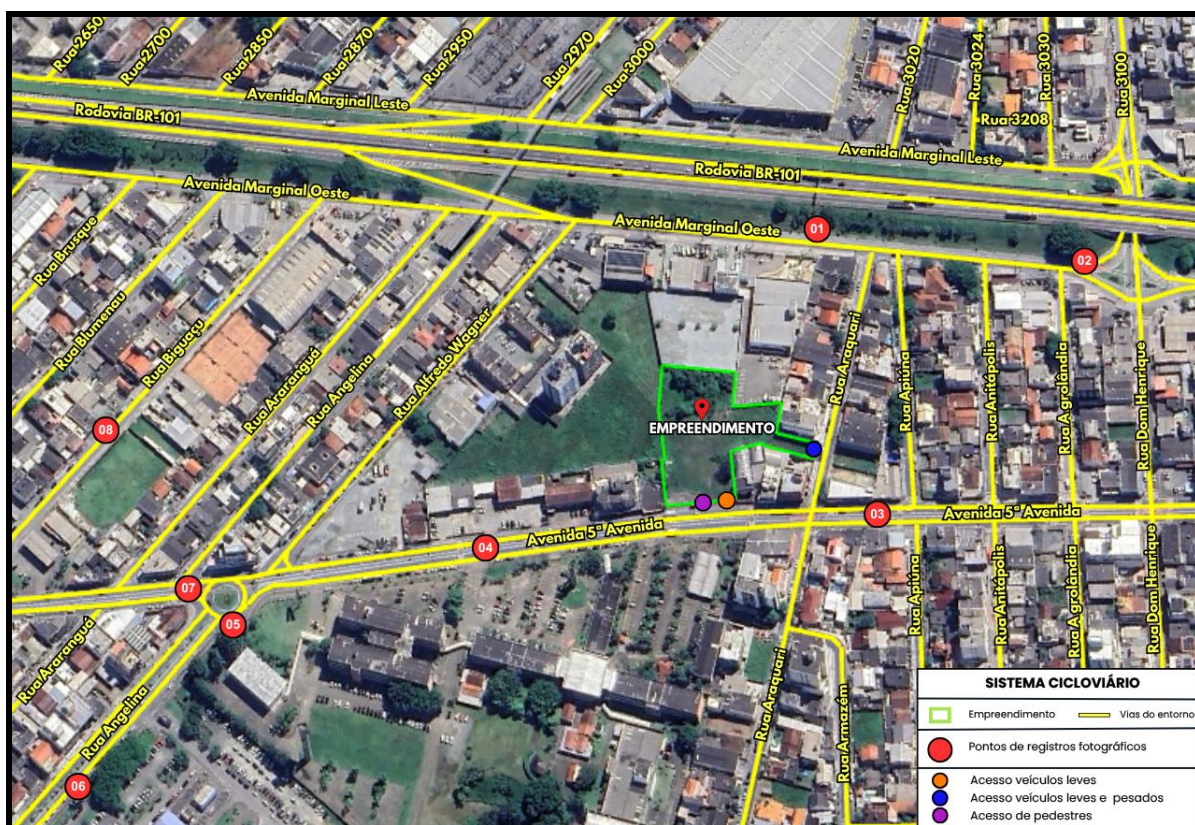 Rua 2650
Rua 2700
Rua 2850
Rua 2870
Rua 2950
Rua 2970
Rua 3000
Rua 3020
Rua 3024
Rua 3030
Rua 3100
Avenida Marginal Leste
Rodovia BR-101
Rua 3208
Avenida Marginal Leste
Rodovia BR-101
Avenida Marginal Oeste
Avenida Marginal Oeste
01
02
Rua Brusque
Rua Blumenau
Rua Biguaçu
Rua Araranguá
Rua Angelina
Rua Alfredo Wagner
Rua Araquari
Rua Apiúna
Rua Anitápolis
Rua A.grolândia
Rua Dom Henrique
EMPREENDIMENTO
08
03
Avenida 5ª Avenida
Avenida 5ª Avenida
04
07
05
Rua Araranguá
Rua Angelina
06
Rua Araquari
Rua Armazém
Rua Apiúna
Rua Anitápolis
Rua A.grolândia
Rua Dom Henrique
SISTEMA CICLOVIÁRIO
Empreendimento
Vias do entorno
Pontos de registros fotográficos
Acesso veículos leves
Acesso veículos leves e pesados
Acesso de pedestres